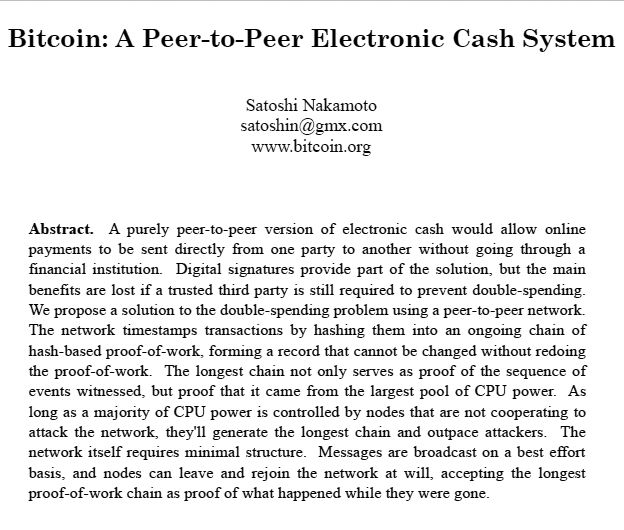 Bitcoin: A Peer-to-Peer Electronic Cash System
Satoshi Nakamoto
satoshin@gmx.com
www.bitcoin.org
Abstract. A purely peer-to-peer version of electronic cash would allow online
payments to be sent directly from one party to another without going through a
financial institution. Digital signatures provide part of the solution, but the main
benefits are lost if a trusted third party is still required to prevent double-spending.
We propose a solution to the double-spending problem using a peer-to-peer network.
The network timestamps transactions by hashing them into an ongoing chain of
hash-based proof-of-work, forming a record that cannot be changed without redoing
the proof-of-work. The longest chain not only serves as proof of the sequence of
events witnessed, but proof that it came from the largest pool of CPU power. As
long as a majority of CPU power is controlled by nodes that are not cooperating to
attack the network, they'll generate the longest chain and outpace attackers. The
network itself requires minimal structure. Messages are broadcast on a best effort
basis, and nodes can leave and rejoin the network at will, accepting the longest
proof-of-work chain as proof of what happened while they were gone.